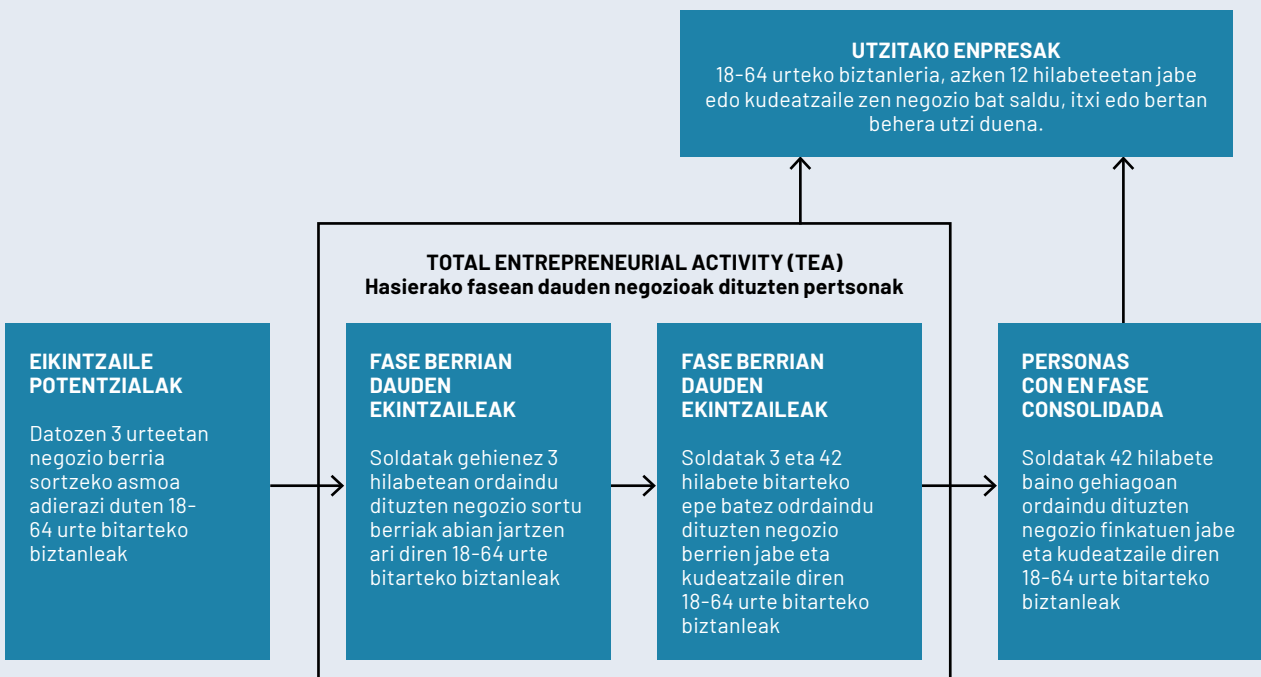 UTZITAKO ENPRESAK
18-64 urteko biztanleria, azken 12 hilabeteetan jabe
edo kudeatzaile zen negozio bat saldu, itxi edo bertan
behera utzi duena.
TOTAL ENTREPRENEURIAL ACTIVITY (TEA)
Hasierako fasean dauden negozioak dituzten pertsonak
EIKINTZAILE
POTENTZIALAK
Datozen 3 urteetan
negozio berria
sortzeko asmoa
adierazi duten 18-
64 urte bitarteko
biztanleak
FASE BERRIAN
DAUDEN
EKINTZAILEAK
Soldatak gehienez 3
hilabetean ordaindu
dituzten negozio sortu
berriak abian jartzen
ari diren 18-64 urte
bitarteko biztanleak
FASE BERRIAN
DAUDEN
EKINTZAILEAK
Soldatak 3 eta 42
hilabete bitarteko
epe batez odrdaindu
dituzten negozio
berrien jabe eta
kudeatzaile diren
18-64 urte bitarteko
biztanleak
PERSONAS
CON EN FASE
CONSOLIDADA
Soldatak 42 hilabete
baino gehiagoan
ordaindu dituzten
negozio finkatuen jabe
eta kudeatzaile diren
18-64 urte bitarteko
biztanleak